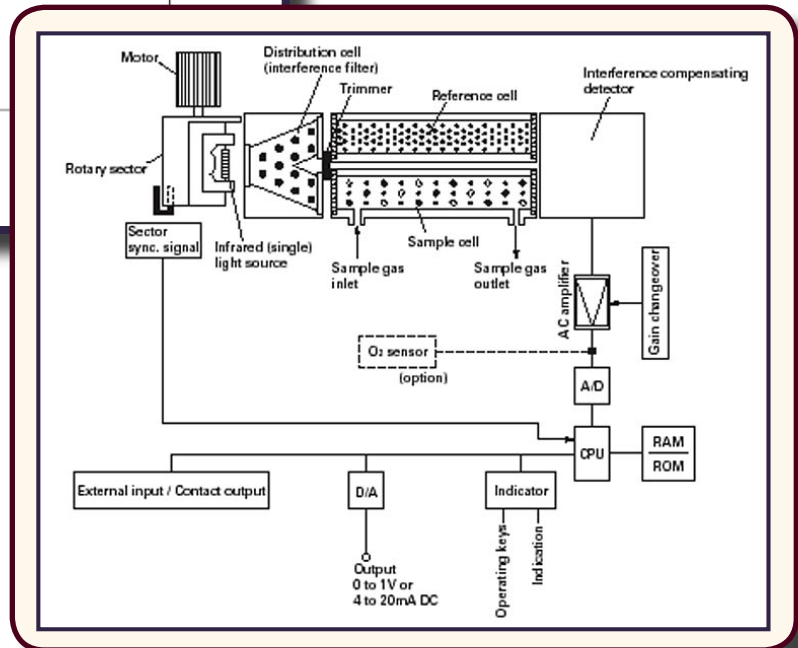 Motor
Distribution cell
(interference filter)
Trimmer
Reference cell
Interference compensating
detector
Rotary sector
Sector
sync. signal
Infrared (single)
light source
Sample gas
inlet
Sample cell
Sample gas
outlet
AC amplifier
Gain changeover
O₂ sensor
(option)
A/D
CPU
RAM
ROM
External input / Contact output
D/A
Indicator
Operating keys
Indication
Output
0 to 1V or
4 to 20mA DC